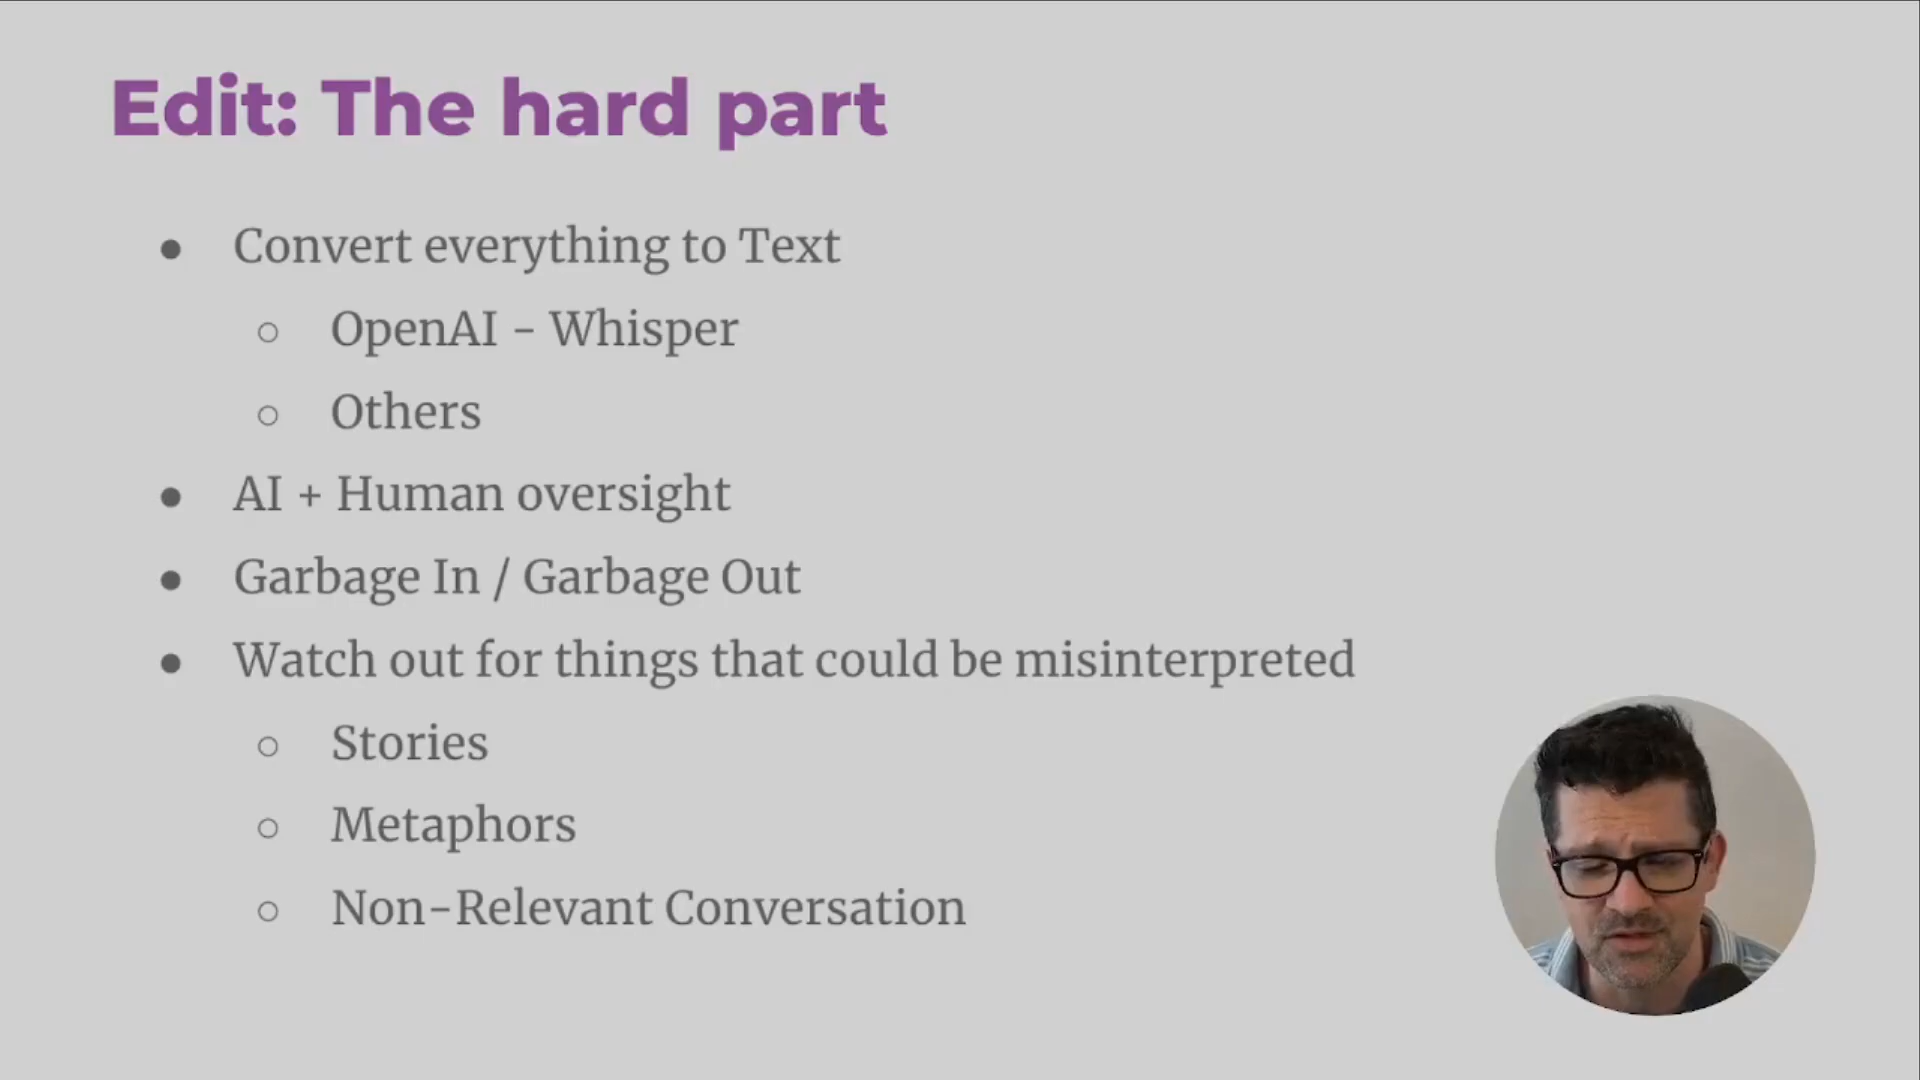 Edit: The hard part
● Convert everything to Text
○ OpenAI - Whisper
○ Others
● AI + Human oversight
● Garbage In / Garbage Out
● Watch out for things that could be misinterpreted
○ Stories
○ Metaphors
○ Non-Relevant Conversation